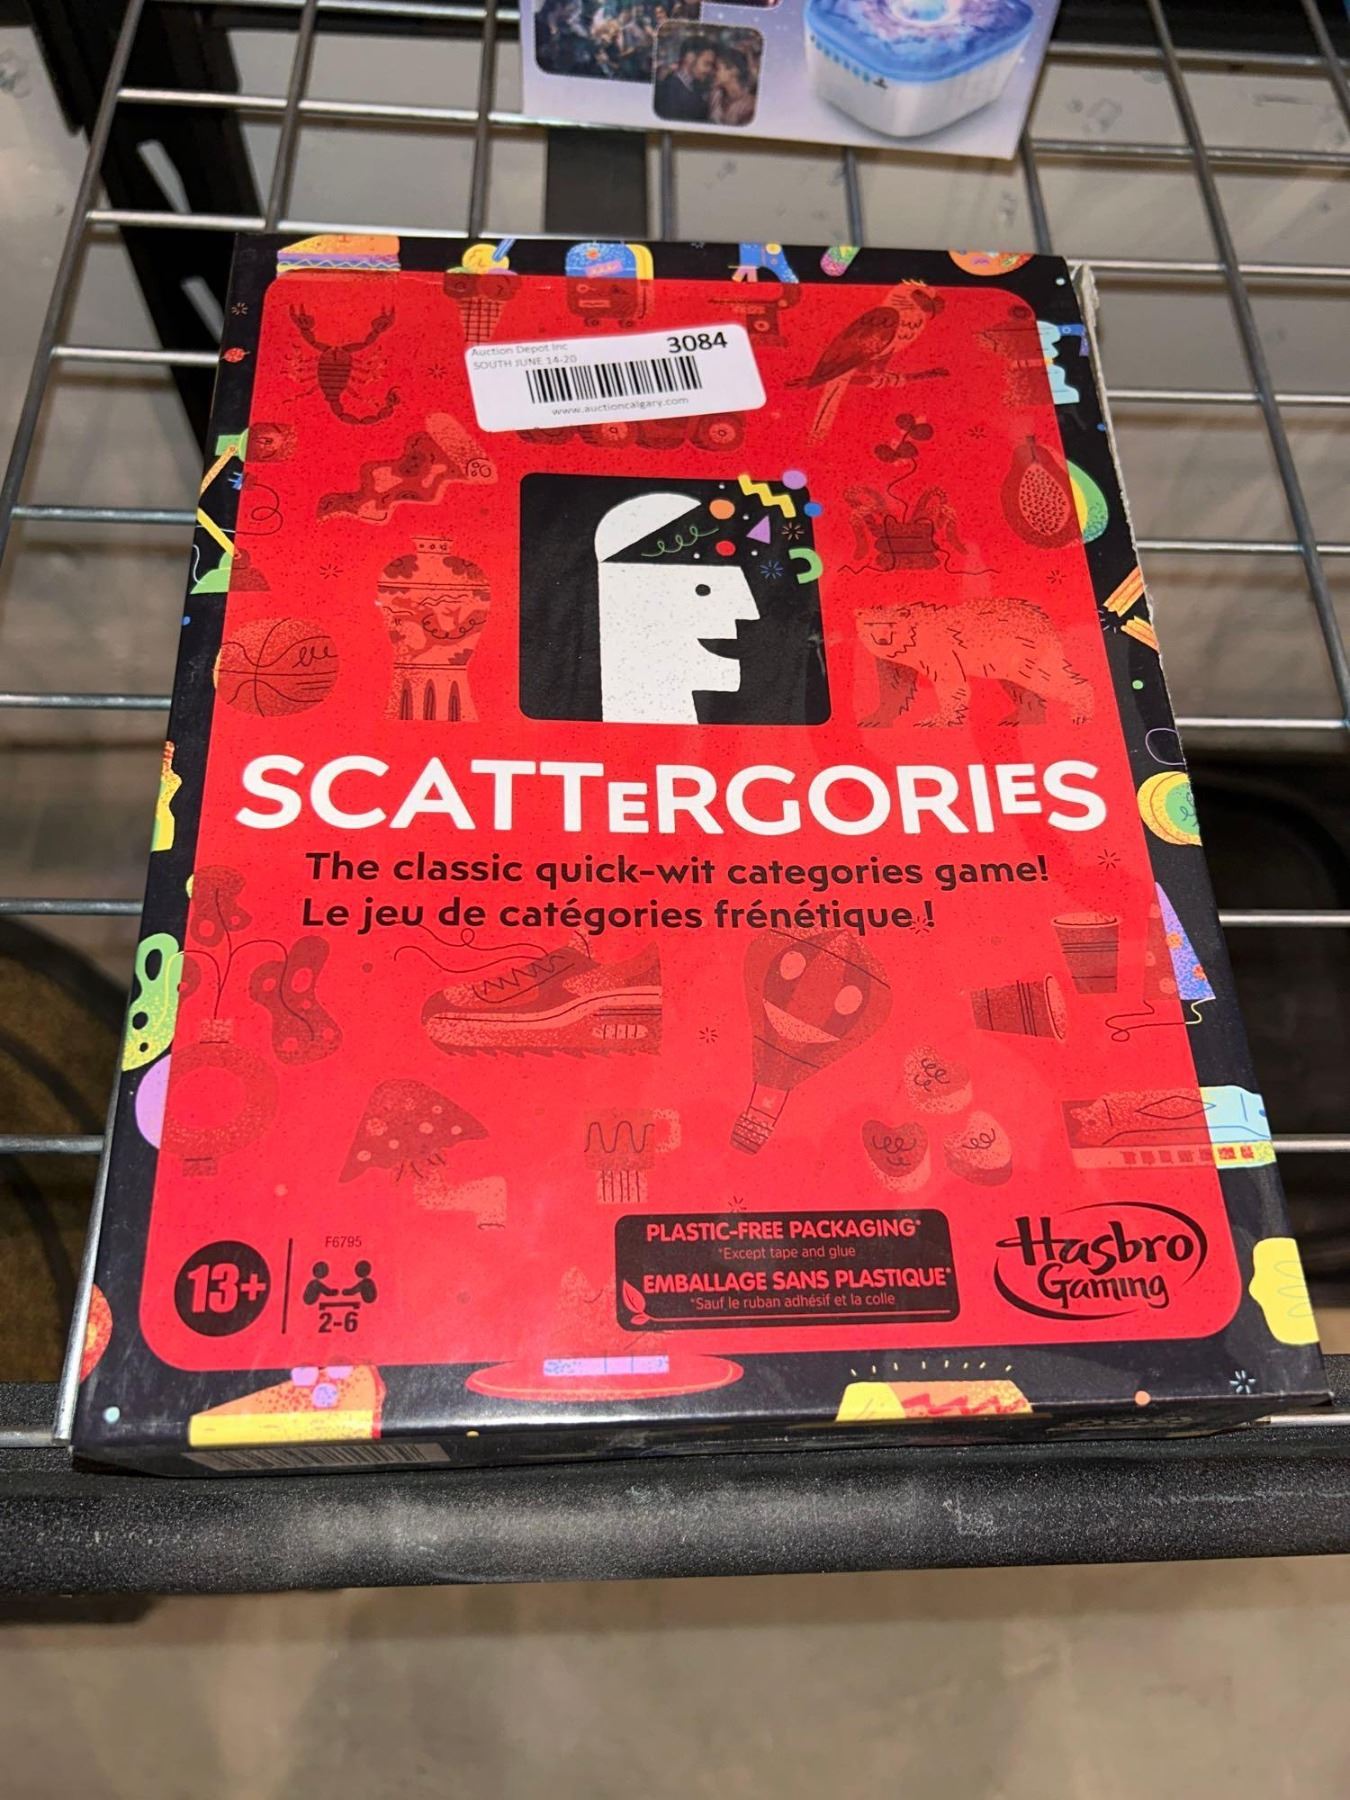 Auction Depot Inc
3084
SOUTH JUNE 14-20
www.auctioncalgary.com
SCATTERGORIES
The classic quick-wit categories game!
Le jeu de catégories frénétique !
13+
F6795
2-6
PLASTIC-FREE PACKAGING*
*Except tape and glue
EMBALLAGE SANS PLASTIQUE*
*Sauf le ruban adhésif et la colle
Hasbro
Gaming